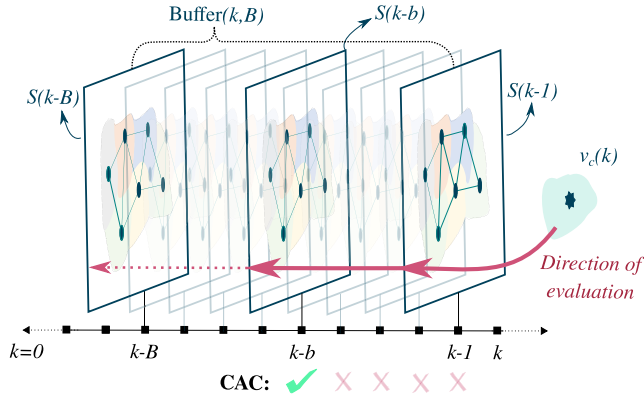 Buffer(k,B)
S(k-b)
S(k-B)
S(k-1)
v_c(k)
Direction of
evaluation
k=0 k-B k-b k-1 k
CAC: ✓ X X X X